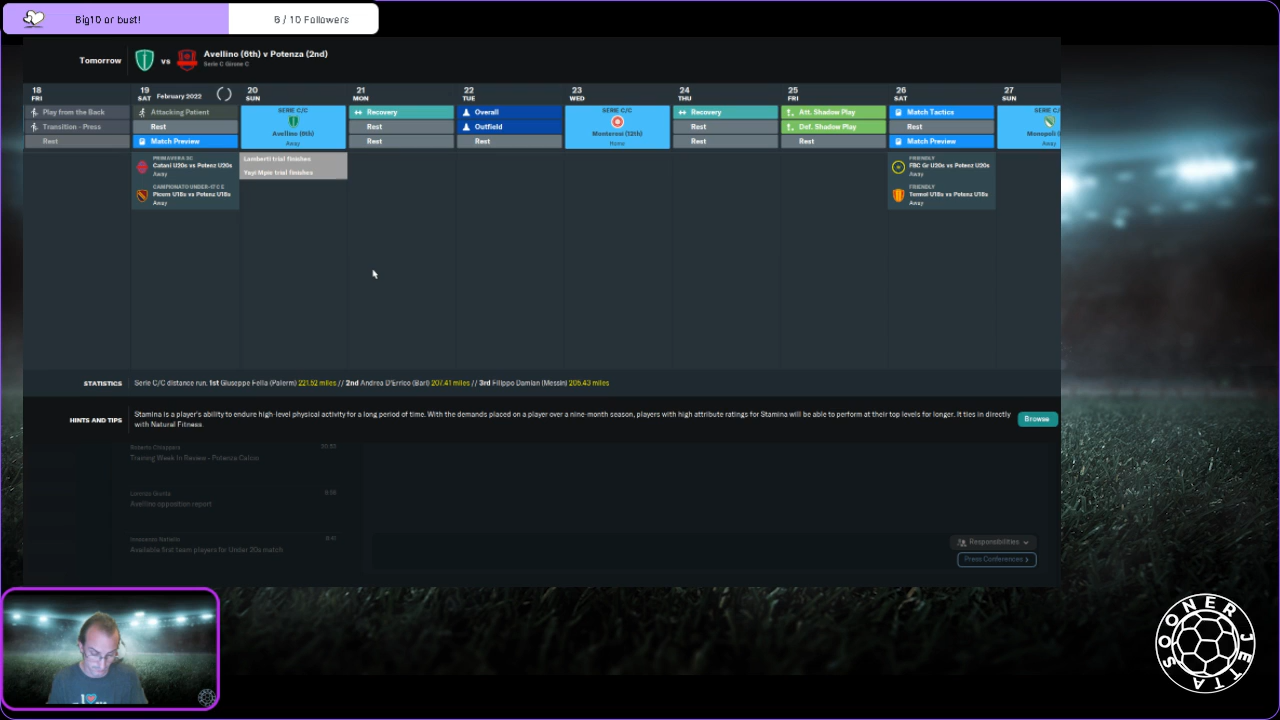 Big10 or bust!
6 / 10 Followers
Tomorrow
vs
Avellino (6th) v Potenza (2nd)
Serie C Girone C
18
FRI
19
SAT February 2022
20
SUN
21
MON
22
TUE
23
WED
24
THU
25
FRI
26
SAT
27
SUN
Play from the Back
Transition - Press
Rest
Attacking Patient
Rest
Match Preview
SERIE C/C
Avellino (6th)
Away
Recovery
Rest
Rest
Overall
Outfield
Rest
SERIE C/C
Monterosi (12th)
Home
Recovery
Rest
Rest
Att. Shadow Play
Def. Shadow Play
Rest
Match Tactics
Rest
Match Preview
SERIE C/
Monopoli (
Away
PRIMAVERA 3C
Catani U20s vs Potenz U20s
Away
CAMPIONATO UNDER-17 C E
Picern U18s vs Potenz U18s
Away
Lamberti trial finishes
Yayi Mpie trial finishes
FRIENDLY
FBC Gr U20s vs Potenz U20s
Away
FRIENDLY
Termol U18s vs Potenz U18s
Away
STATISTICS
Serie C/C distance run. 1st Giuseppe Fella (Palerm) 221.52 miles // 2nd Andrea D'Errico (Bari) 207.41 miles // 3rd Filippo Damian (Messin) 205.43 miles
HINTS AND TIPS
Stamina is a player's ability to endure high-level physical activity for a long period of time. With the demands placed on a player over a nine-month season, players with high attribute ratings for Stamina will be able to perform at their top levels for longer. It ties in directly
with Natural Fitness
Browse
Training Week In Review - Potenza Calcio
Avellino opposition report
Available first team players for Under 20s match
Responsibilities
Press Conferences
SOONER JETTA